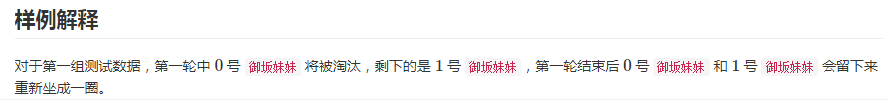 样例解释
对于第一组测试数据，第一轮中 0 号 御坂妹妹 将被淘汰，剩下的是 1 号 御坂妹妹 ，第一轮结束后 0 号 御坂妹妹 和 1 号 御坂妹妹 会留下来
重新坐成一圈。